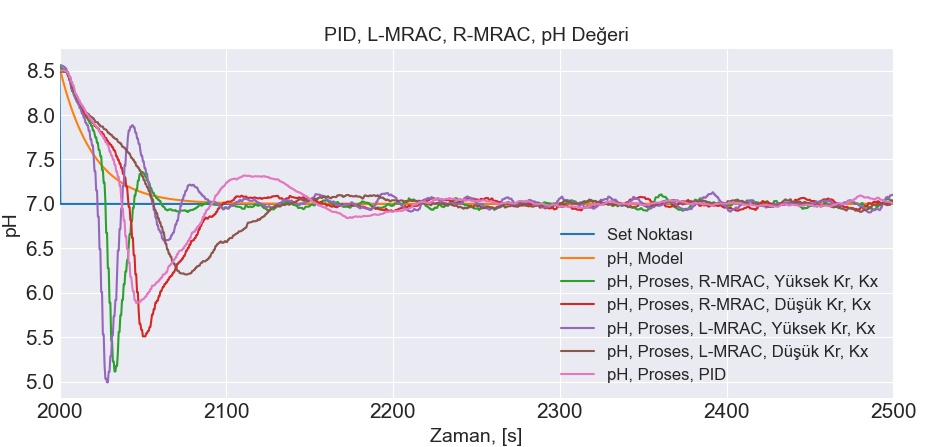 PID, L-MRAC, R-MRAC, pH Değeri
pH
8.5
8.0
7.5
7.0
6.5
6.0
5.5
5.0
Set Noktası
pH, Model
pH, Proses, R-MRAC, Yüksek Kr, Kx
pH, Proses, R-MRAC, Düşük Kr, Kx
pH, Proses, L-MRAC, Yüksek Kr, Kx
pH, Proses, L-MRAC, Düşük Kr, Kx
pH, Proses, PID
2000 2100 2200 2300 2400 2500
Zaman, [s]